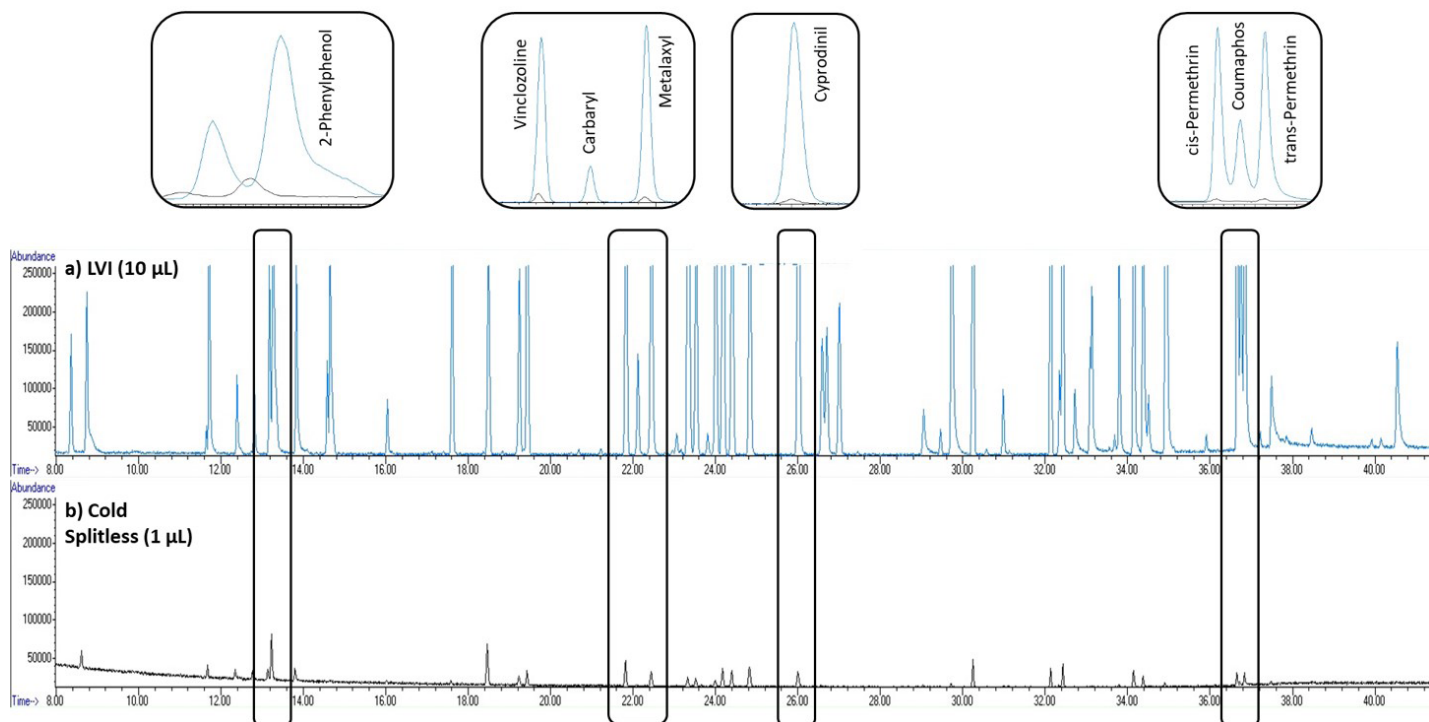 2-Phenylphenol
Vinclozoline
Carbaryl
Metalaxyl
Cyprodinil
cis-Permethrin
Coumaphos
trans-Permethrin
Abundance
a) LVI (10 µL)
250000
200000
150000
100000
50000
Time-->
8.00 10.00 12.00 14.00 16.00 18.00 20.00 22.00 24.00 26.00 28.00 30.00 32.00 34.00 36.00 38.00 40.00
Abundance
b) Cold
Splitless (1 µL)
250000
200000
150000
100000
50000
Time-->
8.00 10.00 12.00 14.00 16.00 18.00 20.00 22.00 24.00 26.00 28.00 30.00 32.00 34.00 36.00 38.00 40.00